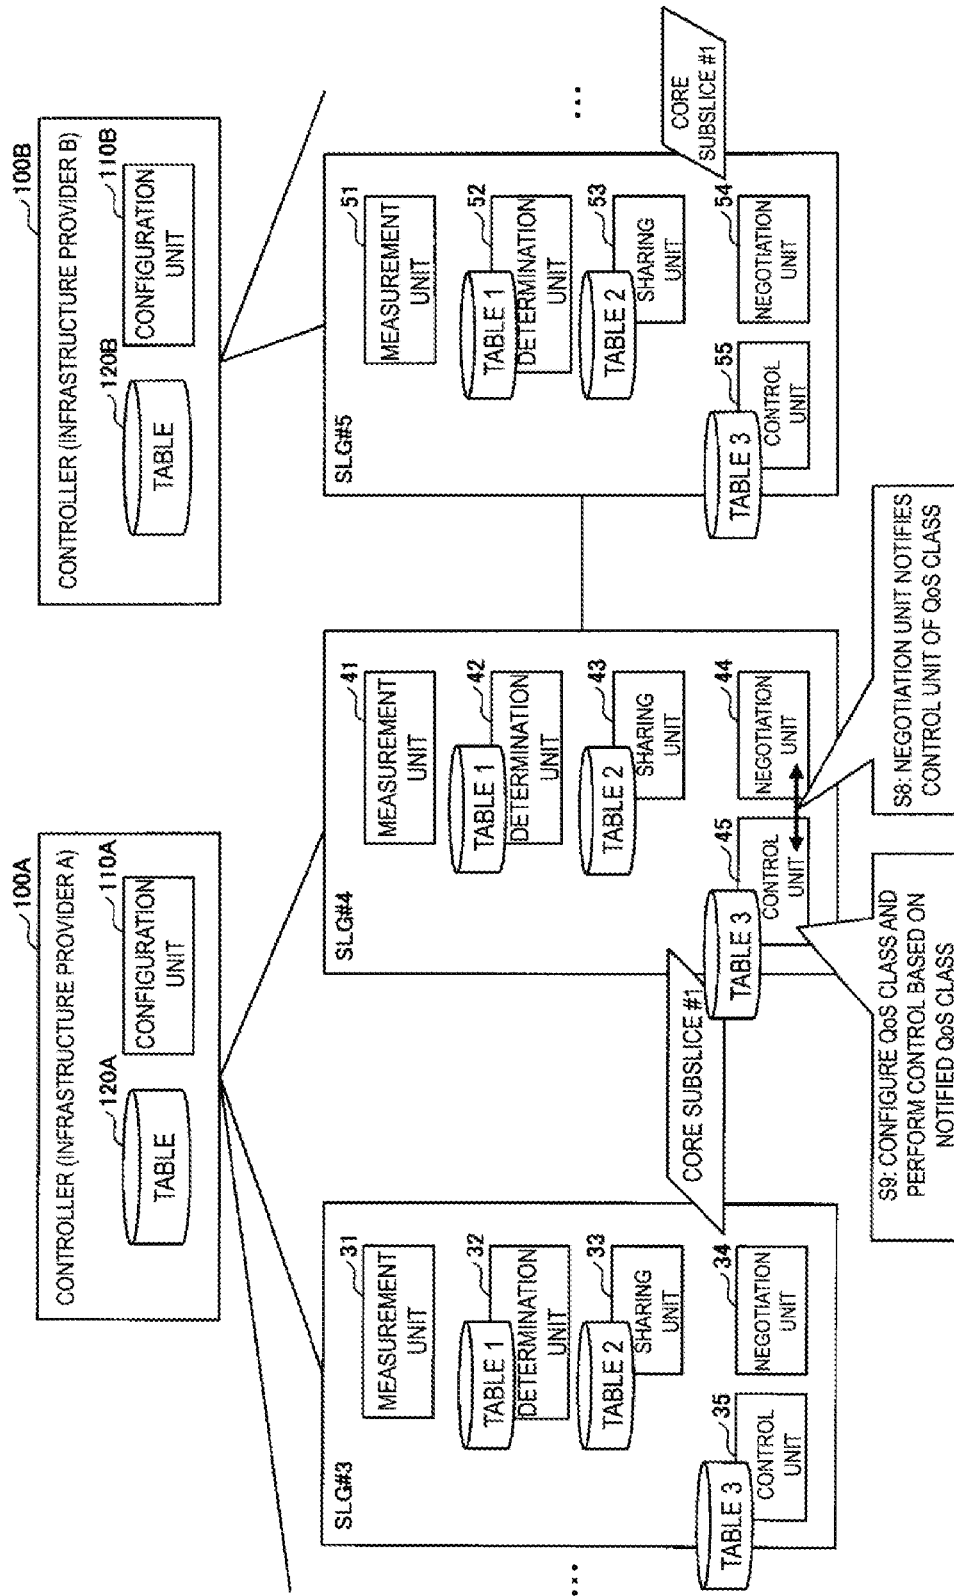 100A
CONTROLLER (INFRASTRUCTURE PROVIDER A)
120A
TABLE
110A
CONFIGURATION
UNIT
100B
CONTROLLER (INFRASTRUCTURE PROVIDER B)
120B
TABLE
110B
CONFIGURATION
UNIT
...
SLG#3
31
MEASUREMENT
UNIT
32
TABLE 1
DETERMINATION
UNIT
33
TABLE 2
SHARING
UNIT
35
TABLE 3
CONTROL
UNIT
34
NEGOTIATION
UNIT
CORE SUBSLICE #1
SLG#4
41
MEASUREMENT
UNIT
42
TABLE 1
DETERMINATION
UNIT
43
TABLE 2
SHARING
UNIT
45
TABLE 3
CONTROL
UNIT
44
NEGOTIATION
UNIT
SLG#5
51
MEASUREMENT
UNIT
52
TABLE 1
DETERMINATION
UNIT
53
TABLE 2
SHARING
UNIT
55
TABLE 3
CONTROL
UNIT
54
NEGOTIATION
UNIT
...
CORE
SUBSLICE #1
S9: CONFIGURE QoS CLASS AND
PERFORM CONTROL BASED ON
NOTIFIED QoS CLASS
S8: NEGOTIATION UNIT NOTIFIES
CONTROL UNIT OF QoS CLASS